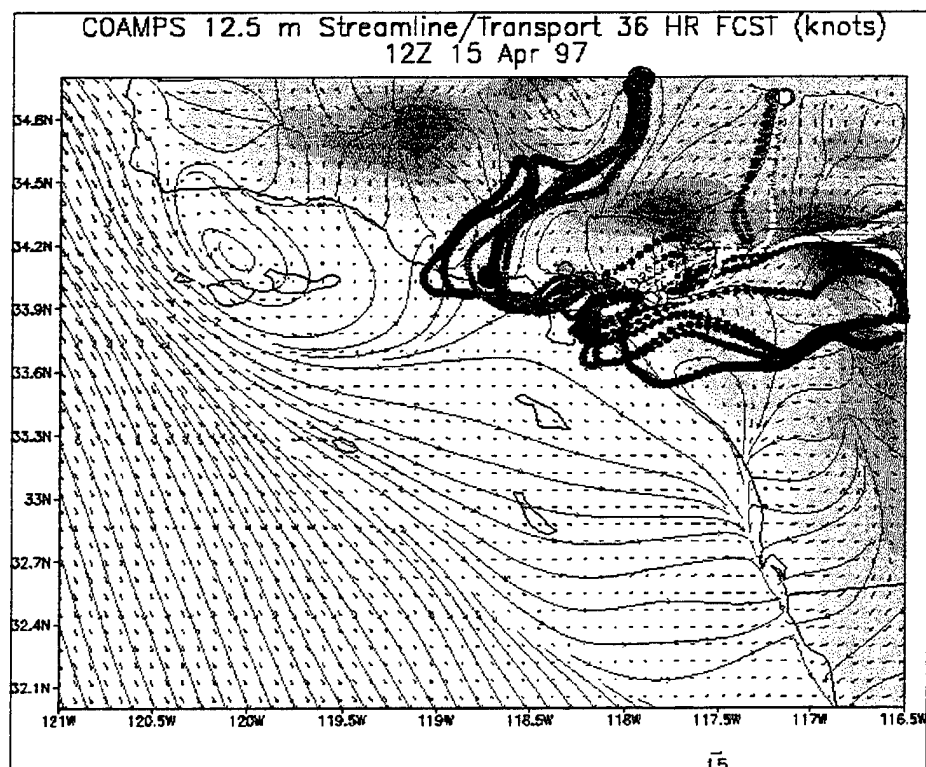 COAMPS 12.5 m Streamline/Transport 36 HR FCST (knots)
12Z 15 Apr 97
34.8N
34.5N
34.2N
33.9N
33.6N
33.3N
33N
32.7N
32.4N
32.1N
121W 120.5W 120W 119.5W 119W 118.5W 118W 117.5W 117W 116.5W
15